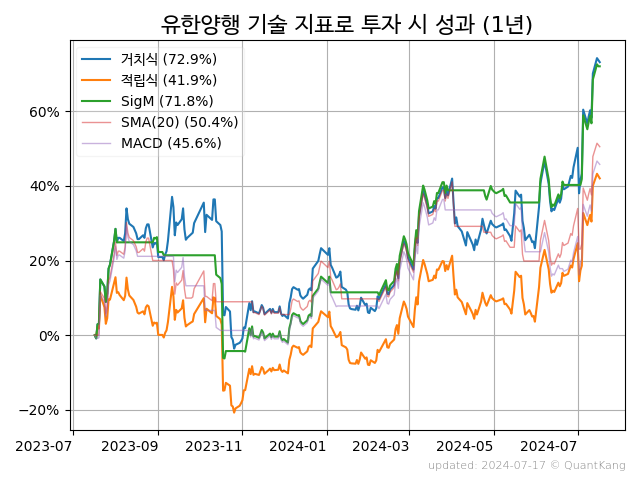 유한양행 기술 지표로 투자 시 성과 (1년)
거치식 (72.9%)
적립식 (41.9%)
SigM (71.8%)
SMA(20) (50.4%)
MACD (45.6%)
60%
40%
20%
0%
−20%
2023-07 2023-09 2023-11 2024-01 2024-03 2024-05 2024-07
updated: 2024-07-17 © QuantKang